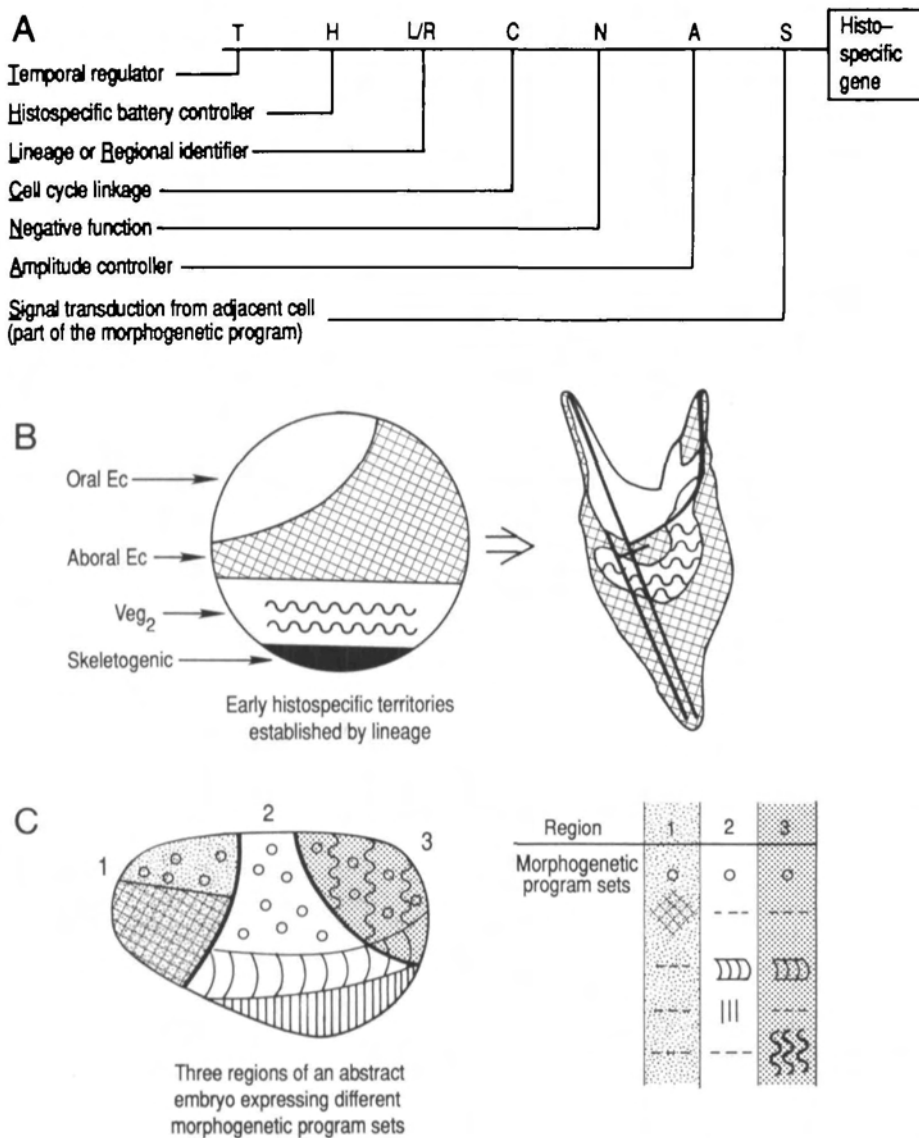 A
T H L/R C N A S
Histo–
specific
gene
Temporal regulator
Histospecific battery controller
Lineage or Regional identifier
Cell cycle linkage
Negative function
Amplitude controller
Signal transduction from adjacent cell
(part of the morphogenetic program)
B
Oral Ec
Aboral Ec
Veg2
Skeletogenic
Early histospecific territories
established by lineage
C
1
2
3
Three regions of an abstract
embryo expressing different
morphogenetic program sets
Region 1 2 3
Morphogenetic
program sets